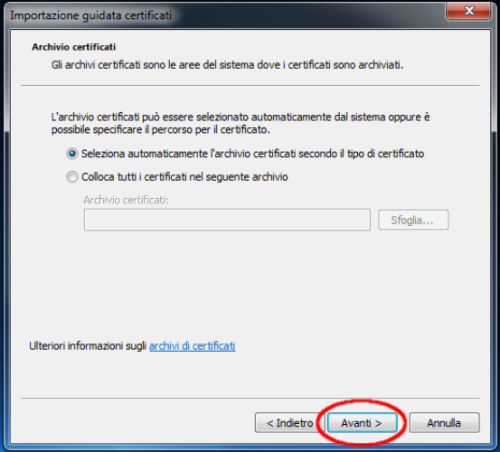 Importazione guidata certificati
Archivio certificati
Gli archivi certificati sono le aree del sistema dove i certificati sono archiviati.
L'archivio certificati può essere selezionato automaticamente dal sistema oppure è
possibile specificare il percorso per il certificato.
Seleziona automaticamente l'archivio certificati secondo il tipo di certificato
Colloca tutti i certificati nel seguente archivio
Archivio certificati:
Sfoglia...
Ulteriori informazioni sugli archivi di certificati
< Indietro Avanti > Annulla